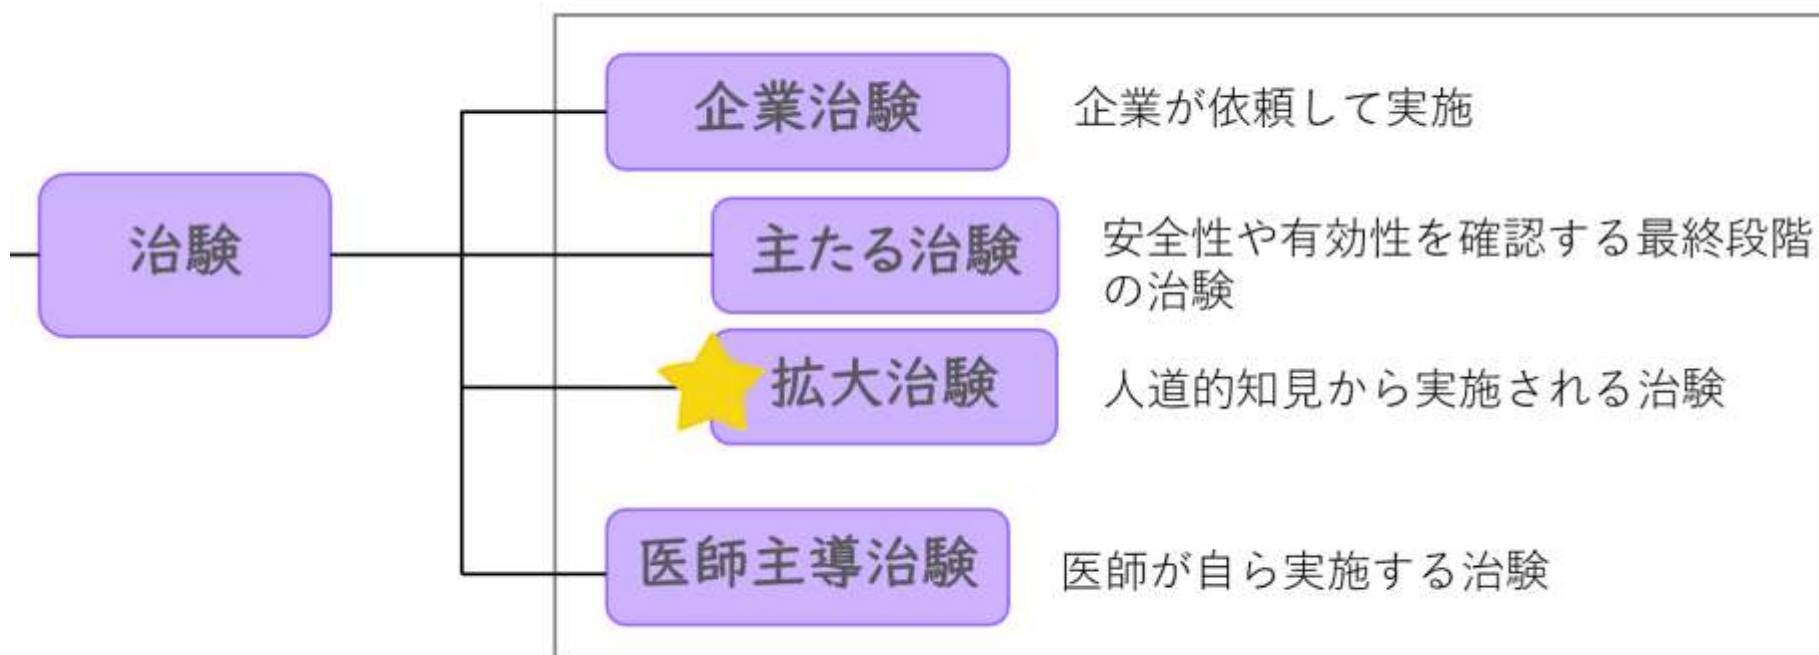 企業治験
企業が依頼して実施
治験
主たる治験
安全性や有効性を確認する最終段階
の治験
拡大治験
人道的知見から実施される治験
医師主導治験
医師が自ら実施する治験